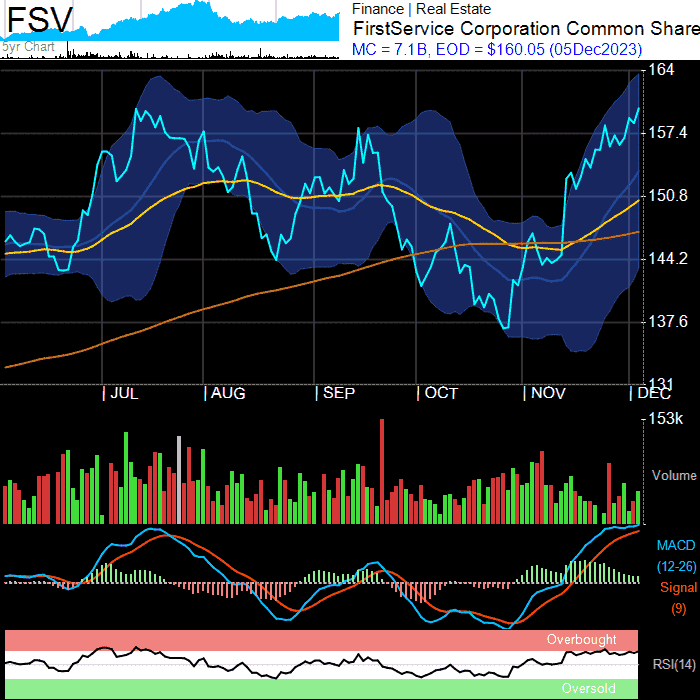 FSV
5yr Chart
Finance | Real Estate
FirstService Corporation Common Share
MC = 7.1B, EOD = $160.05 (05Dec2023)
164
157.4
150.8
144.2
137.6
131
JUL AUG SEP OCT NOV DEC
153k
Volume
MACD
(12-26)
Signal
(9)
Overbought
RSI(14)
Oversold